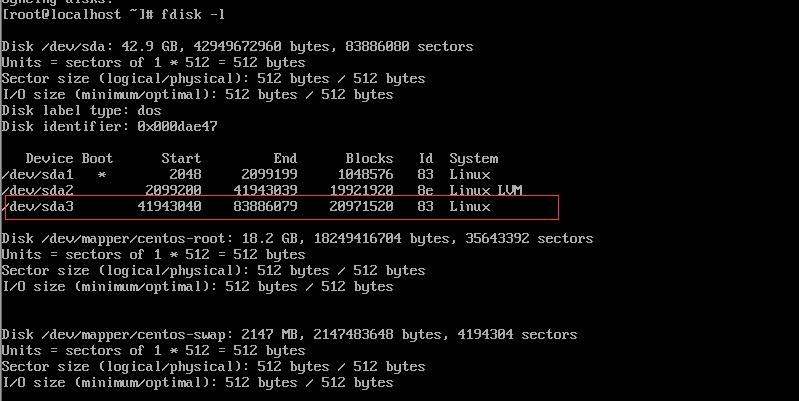 Syncing disks.
[root@localhost ~]# fdisk -l
Disk /dev/sda: 42.9 GB, 42949672960 bytes, 83886080 sectors
Units = sectors of 1 * 512 = 512 bytes
Sector size (logical/physical): 512 bytes / 512 bytes
I/O size (minimum/optimal): 512 bytes / 512 bytes
Disk label type: dos
Disk identifier: 0x000dae47
Device Boot Start End Blocks Id System
/dev/sda1 * 2048 2099199 1048576 83 Linux
/dev/sda2 2099200 41943039 19921920 8e Linux LVM
/dev/sda3 41943040 83886079 20971520 83 Linux
Disk /dev/mapper/centos-root: 18.2 GB, 18249416704 bytes, 35643392 sectors
Units = sectors of 1 * 512 = 512 bytes
Sector size (logical/physical): 512 bytes / 512 bytes
I/O size (minimum/optimal): 512 bytes / 512 bytes
Disk /dev/mapper/centos-swap: 2147 MB, 2147483648 bytes, 4194304 sectors
Units = sectors of 1 * 512 = 512 bytes
Sector size (logical/physical): 512 bytes / 512 bytes
I/O size (minimum/optimal): 512 bytes / 512 bytes